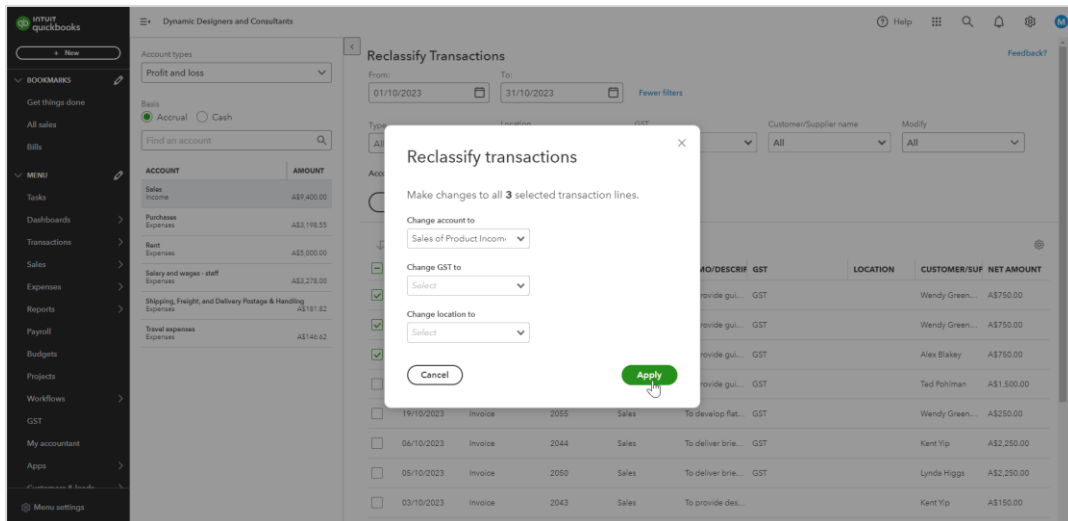 INTUIT
quickbooks
Dynamic Designers and Consultants
Help
M
+ New
BOOKMARKS
Get things done
All sales
Bills
MENU
Tasks
Dashboards
Transactions
Sales
Expenses
Reports
Payroll
Budgets
Projects
Workflows
GST
My accountant
Apps
Customers & leads
Menu settings
Account types
Profit and loss
Basis
Accrual Cash
Find an account
ACCOUNT AMOUNT
Sales
Income A$9,400.00
Purchases
Expenses A$3,198.55
Rent
Expenses A$5,000.00
Salary and wages - staff
Expenses A$3,278.00
Shipping, Freight, and Delivery Postage & Handling
Expenses A$181.82
Travel expenses
Expenses A$146.62
Reclassify Transactions
Feedback?
From: To:
01/10/2023 31/10/2023 Fewer filters
Type Location GST Customer/Supplier name Modify
All All All
Reclassify transactions
Make changes to all 3 selected transaction lines.
Change account to
Sales of Product Incom
Change GST to
Select
Change location to
Select
Cancel Apply
MO/DESCRIF GST LOCATION CUSTOMER/SUF NET AMOUNT
rovide gui... GST Wendy Green... A$750.00
rovide gui... GST Wendy Green... A$750.00
rovide gui... GST Alex Blakey A$750.00
rovide gui... GST Ted Pohlman A$1,500.00
19/10/2023 Invoice 2055 Sales To develop flat... GST Wendy Green... A$250.00
06/10/2023 Invoice 2044 Sales To deliver brie... GST Kent Yip A$2,250.00
05/10/2023 Invoice 2050 Sales To deliver brie... GST Lynda Higgs A$2,250.00
03/10/2023 Invoice 2043 Sales To provide des... Kent Yip A$150.00